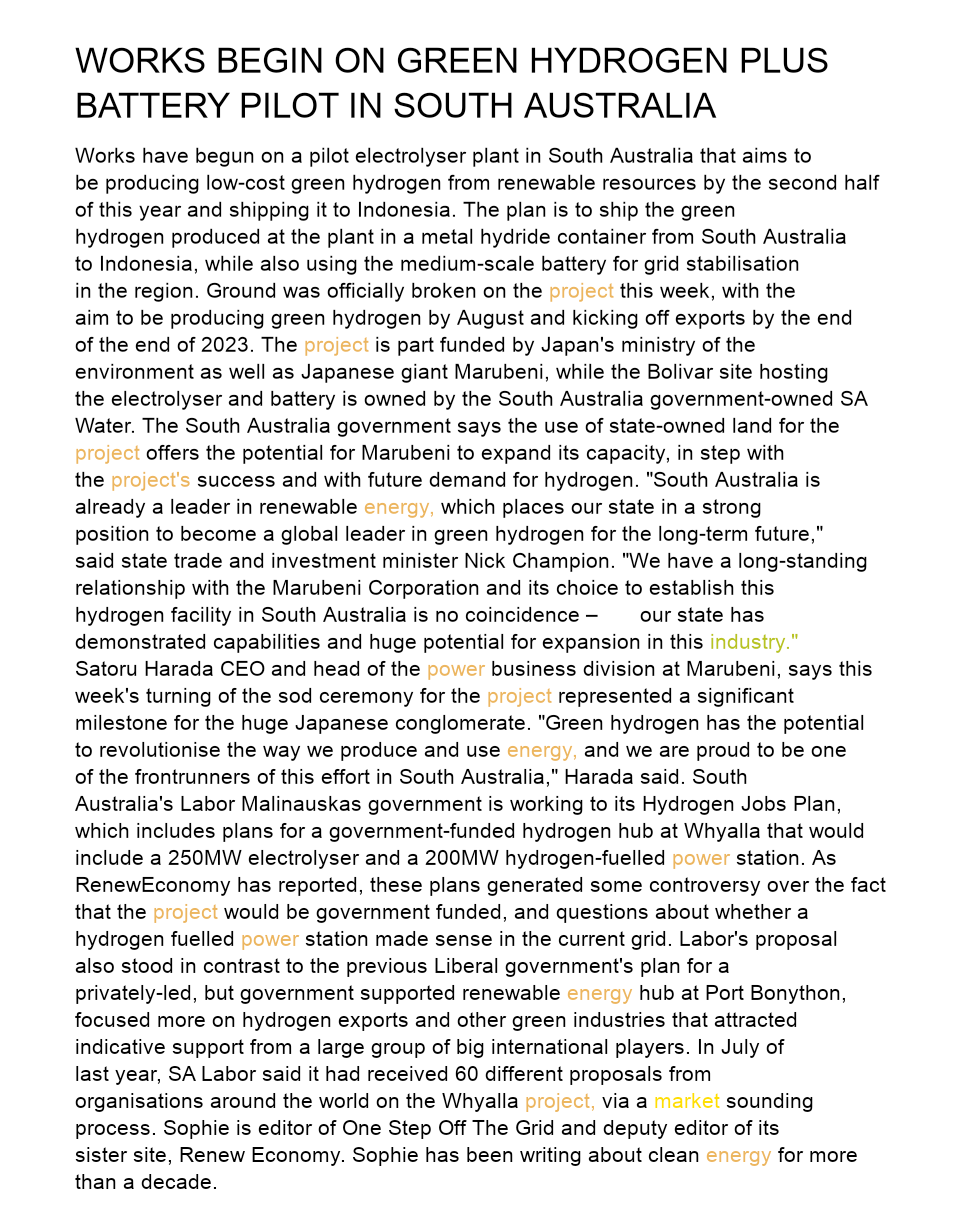 WORKS BEGIN ON GREEN HYDROGEN PLUS
BATTERY PILOT IN SOUTH AUSTRALIA
Works have begun on a pilot electrolyser plant in South Australia that aims to
be producing low-cost green hydrogen from renewable resources by the second half
of this year and shipping it to Indonesia. The plan is to ship the green
hydrogen produced at the plant in a metal hydride container from South Australia
to Indonesia, while also using the medium-scale battery for grid stabilisation
in the region. Ground was officially broken on the project this week, with the
aim to be producing green hydrogen by August and kicking off exports by the end
of the end of 2023. The project is part funded by Japan's ministry of the
environment as well as Japanese giant Marubeni, while the Bolivar site hosting
the electrolyser and battery is owned by the South Australia government-owned SA
Water. The South Australia government says the use of state-owned land for the
project offers the potential for Marubeni to expand its capacity, in step with
the project's success and with future demand for hydrogen. "South Australia is
already a leader in renewable energy, which places our state in a strong
position to become a global leader in green hydrogen for the long-term future,"
said state trade and investment minister Nick Champion. "We have a long-standing
relationship with the Marubeni Corporation and its choice to establish this
hydrogen facility in South Australia is no coincidence – our state has
demonstrated capabilities and huge potential for expansion in this industry."
Satoru Harada CEO and head of the power business division at Marubeni, says this
week's turning of the sod ceremony for the project represented a significant
milestone for the huge Japanese conglomerate. "Green hydrogen has the potential
to revolutionise the way we produce and use energy, and we are proud to be one
of the frontrunners of this effort in South Australia," Harada said. South
Australia's Labor Malinauskas government is working to its Hydrogen Jobs Plan,
which includes plans for a government-funded hydrogen hub at Whyalla that would
include a 250MW electrolyser and a 200MW hydrogen-fuelled power station. As
RenewEconomy has reported, these plans generated some controversy over the fact
that the project would be government funded, and questions about whether a
hydrogen fuelled power station made sense in the current grid. Labor's proposal
also stood in contrast to the previous Liberal government's plan for a
privately-led, but government supported renewable energy hub at Port Bonython,
focused more on hydrogen exports and other green industries that attracted
indicative support from a large group of big international players. In July of
last year, SA Labor said it had received 60 different proposals from
organisations around the world on the Whyalla project, via a market sounding
process. Sophie is editor of One Step Off The Grid and deputy editor of its
sister site, Renew Economy. Sophie has been writing about clean energy for more
than a decade.